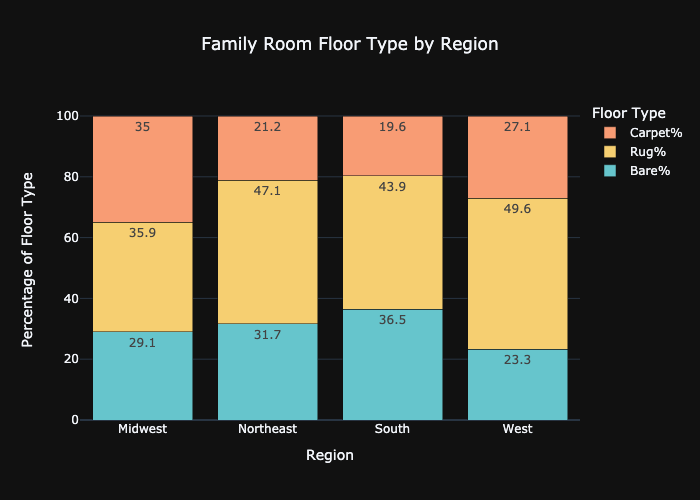 Family Room Floor Type by Region
Floor Type
Carpet%
Rug%
Bare%
Percentage of Floor Type
100
80
60
40
20
0
35
21.2
19.6
27.1
35.9
47.1
43.9
49.6
29.1
31.7
36.5
23.3
Midwest
Northeast
South
West
Region